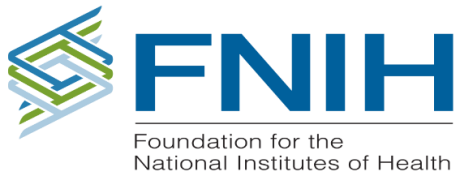 FNIH
Foundation for the
National Institutes of Health